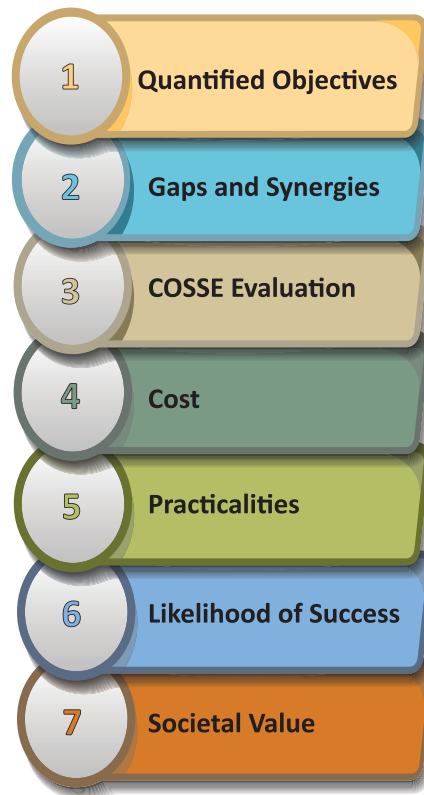 1 Quantified Objectives
2 Gaps and Synergies
3 COSSE Evaluation
4 Cost
5 Practicalities
6 Likelihood of Success
7 Societal Value